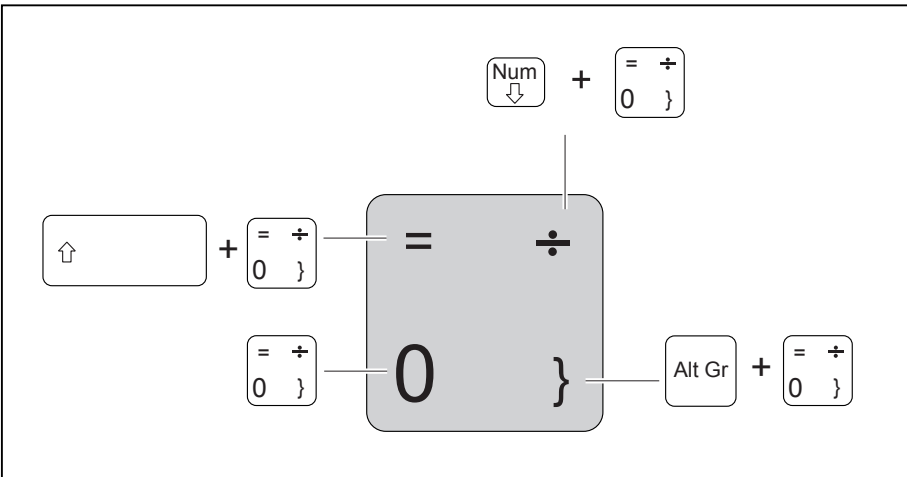 Num
⇩ + = ÷
0 }
⇧ + = ÷
0 }
= ÷
0 }
= ÷
0 }
Alt Gr + = ÷
0 }